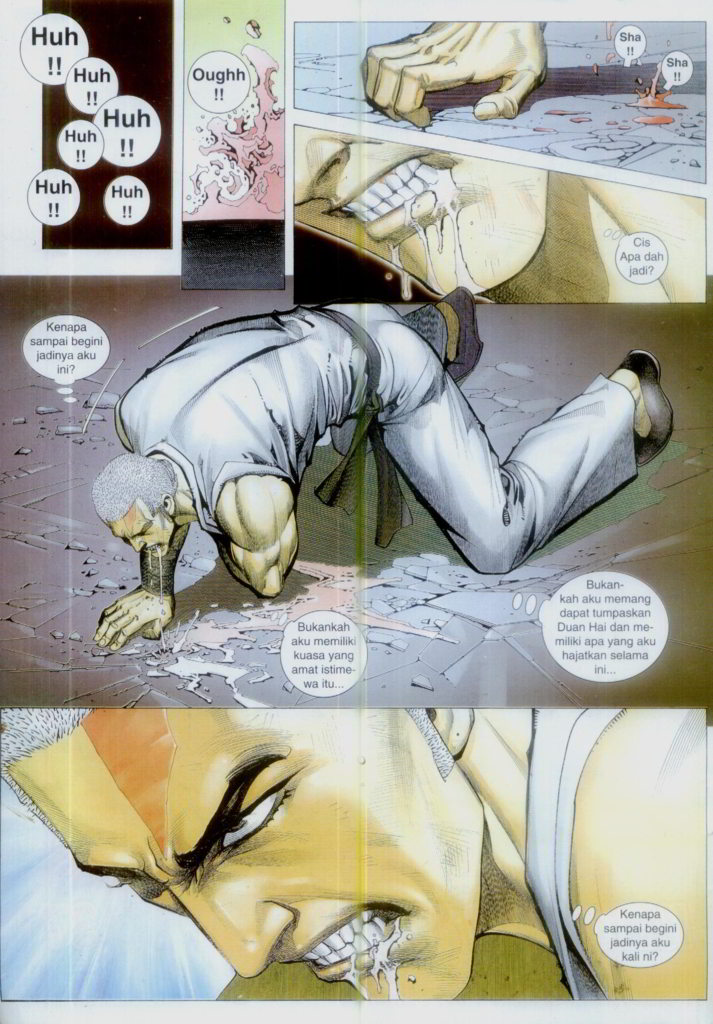 Huh
!!
Huh
!!
Huh
!!
Huh
!!
Huh
!!
Huh
!!
Oughh
!!
Sha
!!
Sha
!!
Cis
Apa dah
jadi?
Kenapa
sampai begini
jadinya aku
ini?
Bukankah
aku memiliki
kuasa yang
amat istime-
wa itu...
Bukan-
kah aku memang
dapat tumpaskan
Duan Hai dan me-
miliki apa yang aku
hajatkan selama
ini...
Kenapa
sampai begini
jadinya aku
kali ni?